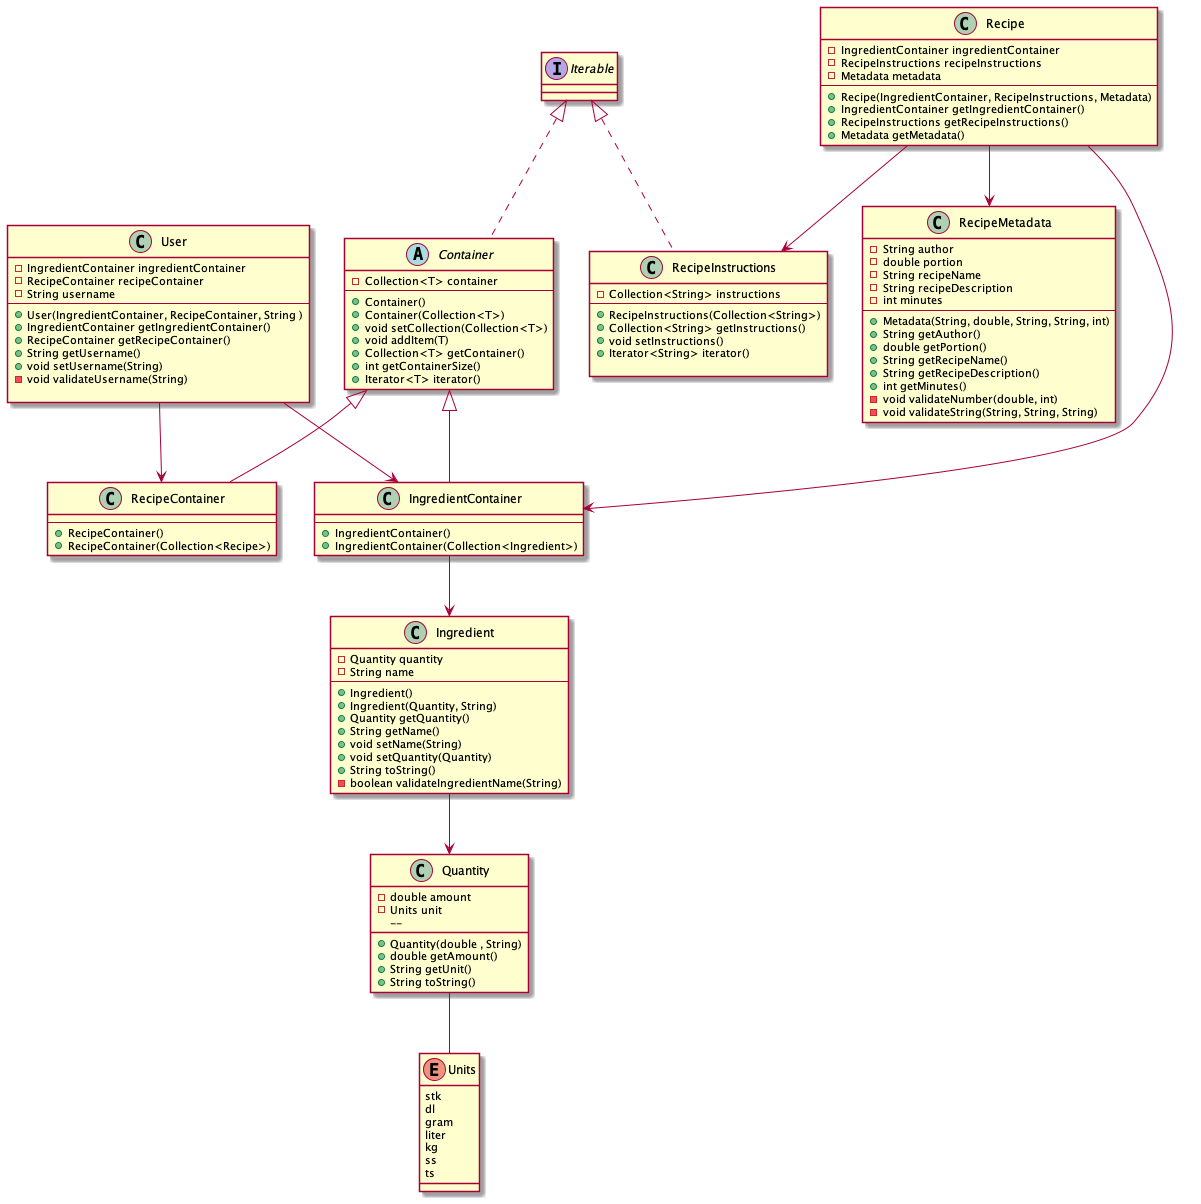 C Recipe
IngredientContainer ingredientContainer
RecipeInstructions recipeInstructions
Metadata metadata
Recipe(IngredientContainer, RecipeInstructions, Metadata)
IngredientContainer getIngredientContainer()
RecipeInstructions getRecipeInstructions()
Metadata getMetadata()
I Iterable
C User
IngredientContainer ingredientContainer
RecipeContainer recipeContainer
String username
User(IngredientContainer, RecipeContainer, String )
IngredientContainer getIngredientContainer()
RecipeContainer getRecipeContainer()
String getUsername()
void setUsername(String)
void validateUsername(String)
A Container
Collection<T> container
Container()
Container(Collection<T>)
void setCollection(Collection<T>)
void addItem(T)
Collection<T> getContainer()
int getContainerSize()
Iterator<T> iterator()
C RecipeInstructions
Collection<String> instructions
RecipeInstructions(Collection<String>)
Collection<String> getInstructions()
void setInstructions()
Iterator<String> iterator()
C RecipeMetadata
String author
double portion
String recipeName
String recipeDescription
int minutes
Metadata(String, double, String, String, int)
String getAuthor()
double getPortion()
String getRecipeName()
String getRecipeDescription()
int getMinutes()
void validateNumber(double, int)
void validateString(String, String, String)
C RecipeContainer
RecipeContainer()
RecipeContainer(Collection<Recipe>)
C IngredientContainer
IngredientContainer()
IngredientContainer(Collection<Ingredient>)
C Ingredient
Quantity quantity
String name
Ingredient()
Ingredient(Quantity, String)
Quantity getQuantity()
String getName()
void setName(String)
void setQuantity(Quantity)
String toString()
boolean validateIngredientName(String)
C Quantity
double amount
Units unit
--
Quantity(double , String)
double getAmount()
String getUnit()
String toString()
E Units
stk
dl
gram
liter
kg
ss
ts